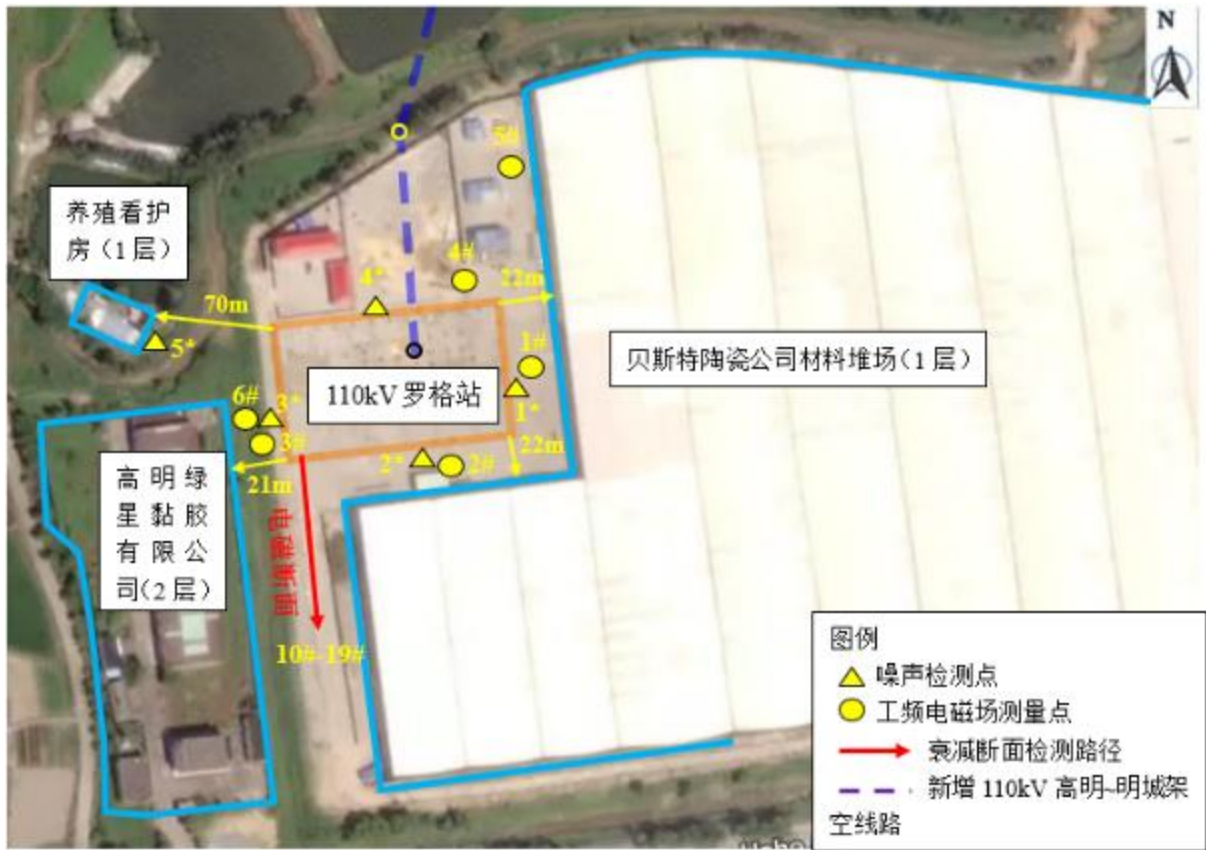 N
养殖看护
房（1层）
5#
4#
22m
4*
70m
5*
1#
贝斯特陶瓷公司材料堆场（1层）
110kV 罗格站
1*
6#
3*
3#
22m
2*
2#
21m
高明绿
星黏胶
有限公
司（2层）
电磁断面
10#-19#
图例
噪声检测点
工频电磁场测量点
衰减断面检测路径
新增 110kV 高明~明城架
空线路